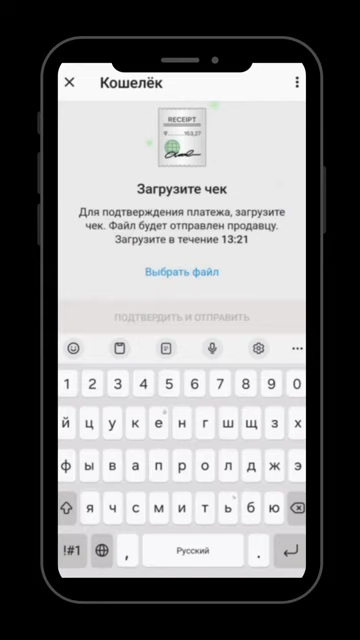 Кошелёк
RECEIPT
Загрузите чек
Для подтверждения платежа, загрузите
чек. Файл будет отправлен продавцу.
Загрузите в течение 13:21
Выбрать файл
ПОДТВЕРДИТЬ И ОТПРАВИТЬ
1 2 3 4 5 6 7 8 9 0
й ц у к е н г ш щ з х
ф ы в а п р о л д ж э
я ч с м и т ь б ю
!#1 , Русский .